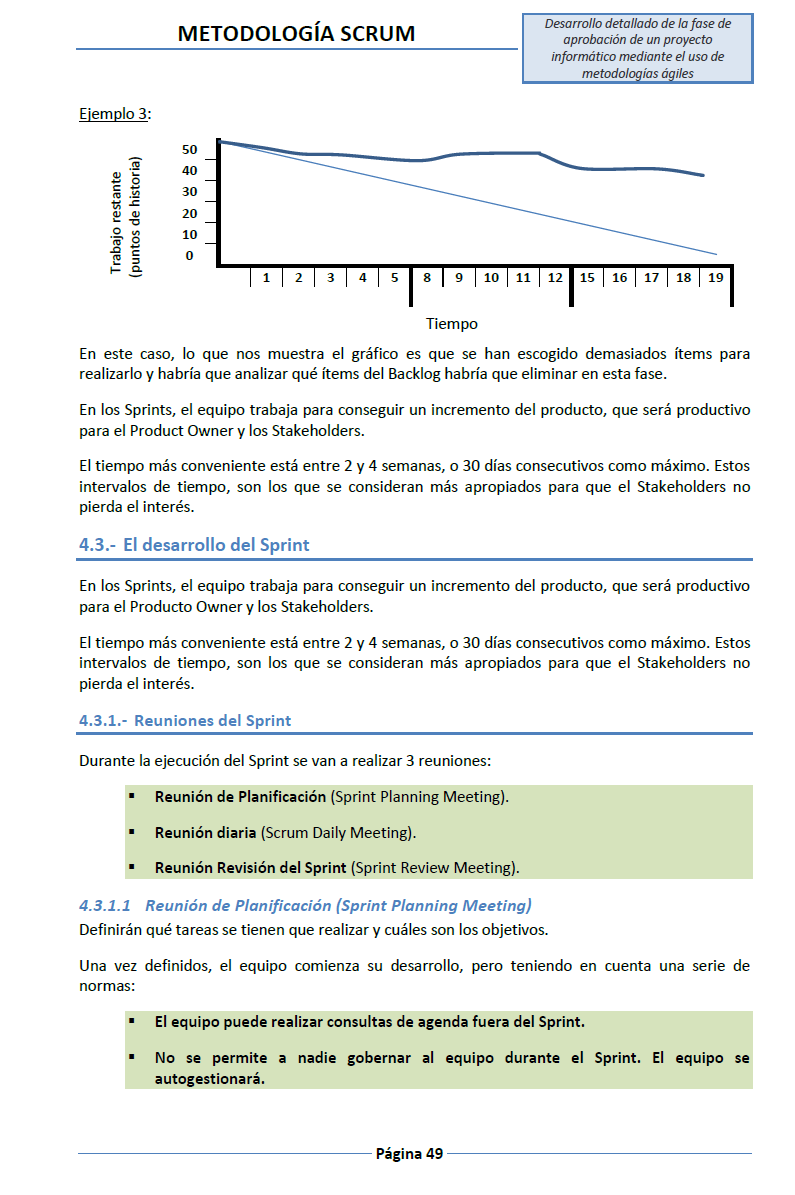 METODOLOGÍA SCRUM
Desarrollo detallado de la fase de
aprobación de un proyecto
informático mediante el uso de
metodologías ágiles
Ejemplo 3:
Trabajo restante
(puntos de historia)
50
40
30
20
10
0
1 2 3 4 5 8 9 10 11 12 15 16 17 18 19
Tiempo
En este caso, lo que nos muestra el gráfico es que se han escogido demasiados ítems para
realizarlo y habría que analizar qué ítems del Backlog habría que eliminar en esta fase.
En los Sprints, el equipo trabaja para conseguir un incremento del producto, que será productivo
para el Product Owner y los Stakeholders.
El tiempo más conveniente está entre 2 y 4 semanas, o 30 días consecutivos como máximo. Estos
intervalos de tiempo, son los que se consideran más apropiados para que el Stakeholders no
pierda el interés.
4.3.- El desarrollo del Sprint
En los Sprints, el equipo trabaja para conseguir un incremento del producto, que será productivo
para el Producto Owner y los Stakeholders.
El tiempo más conveniente está entre 2 y 4 semanas, o 30 días consecutivos como máximo. Estos
intervalos de tiempo, son los que se consideran más apropiados para que el Stakeholders no
pierda el interés.
4.3.1.- Reuniones del Sprint
Durante la ejecución del Sprint se van a realizar 3 reuniones:
▪ Reunión de Planificación (Sprint Planning Meeting).
▪ Reunión diaria (Scrum Daily Meeting).
▪ Reunión Revisión del Sprint (Sprint Review Meeting).
4.3.1.1 Reunión de Planificación (Sprint Planning Meeting)
Definirán qué tareas se tienen que realizar y cuáles son los objetivos.
Una vez definidos, el equipo comienza su desarrollo, pero teniendo en cuenta una serie de
normas:
▪ El equipo puede realizar consultas de agenda fuera del Sprint.
▪ No se permite a nadie gobernar al equipo durante el Sprint. El equipo se
autogestionará.
Página 49